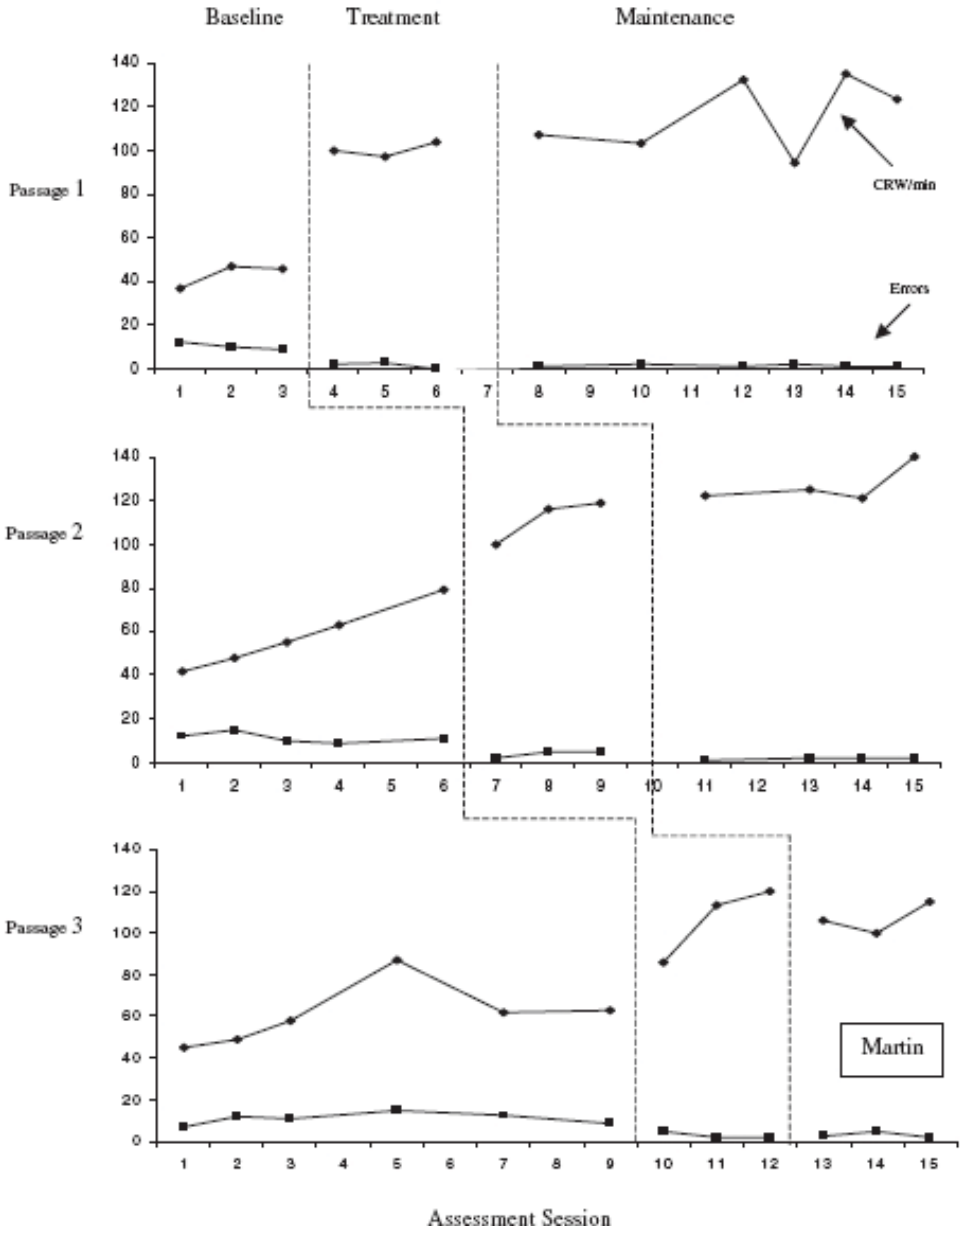 Baseline Treatment Maintenance
140
120
100
80
60
40
20
0
Passage 1
CRW/min
Errors
1 2 3 4 5 6 7 8 9 10 11 12 13 14 15
140
120
100
80
60
40
20
0
Passage 2
1 2 3 4 5 6 7 8 9 10 11 12 13 14 15
140
120
100
80
60
40
20
0
Passage 3
Martin
1 2 3 4 5 6 7 8 9 10 11 12 13 14 15
Assessment Session